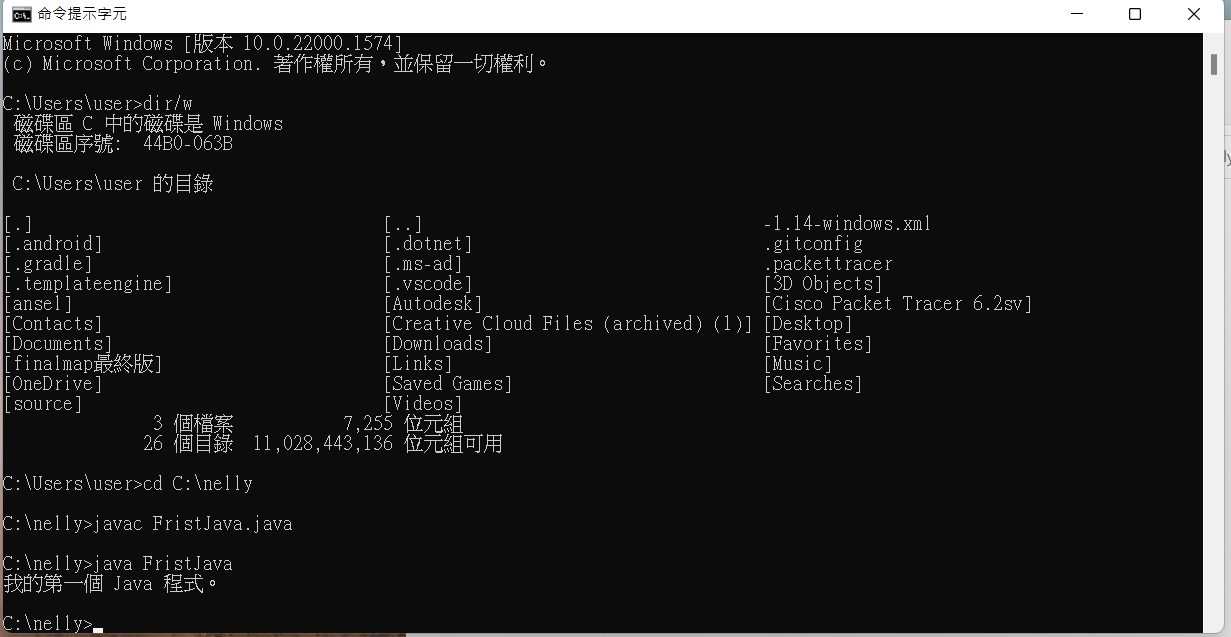 命令提示字元
Microsoft Windows [版本 10.0.22000.1574]
(c) Microsoft Corporation. 著作權所有，並保留一切權利。
C:\Users\user>dir/w
磁碟區 C 中的磁碟是 Windows
磁碟區序號:  44B0-063B
C:\Users\user 的目錄
[.] [..] -1.14-windows.xml
[.android] [.dotnet] .gitconfig
[.gradle] [.ms-ad] .packettracer
[.templateengine] [.vscode] [3D Objects]
[ansel] [Autodesk] [Cisco Packet Tracer 6.2sv]
[Contacts] [Creative Cloud Files (archived) (1)] [Desktop]
[Documents] [Downloads] [Favorites]
[finalmap最終版] [Links] [Music]
[OneDrive] [Saved Games] [Searches]
[source] [Videos]
3 個檔案 7,255 位元組
26 個目錄 11,028,443,136 位元組可用
C:\Users\user>cd C:\nelly
C:\nelly>javac FristJava.java
C:\nelly>java FristJava
我的第一個 Java 程式。
C:\nelly>